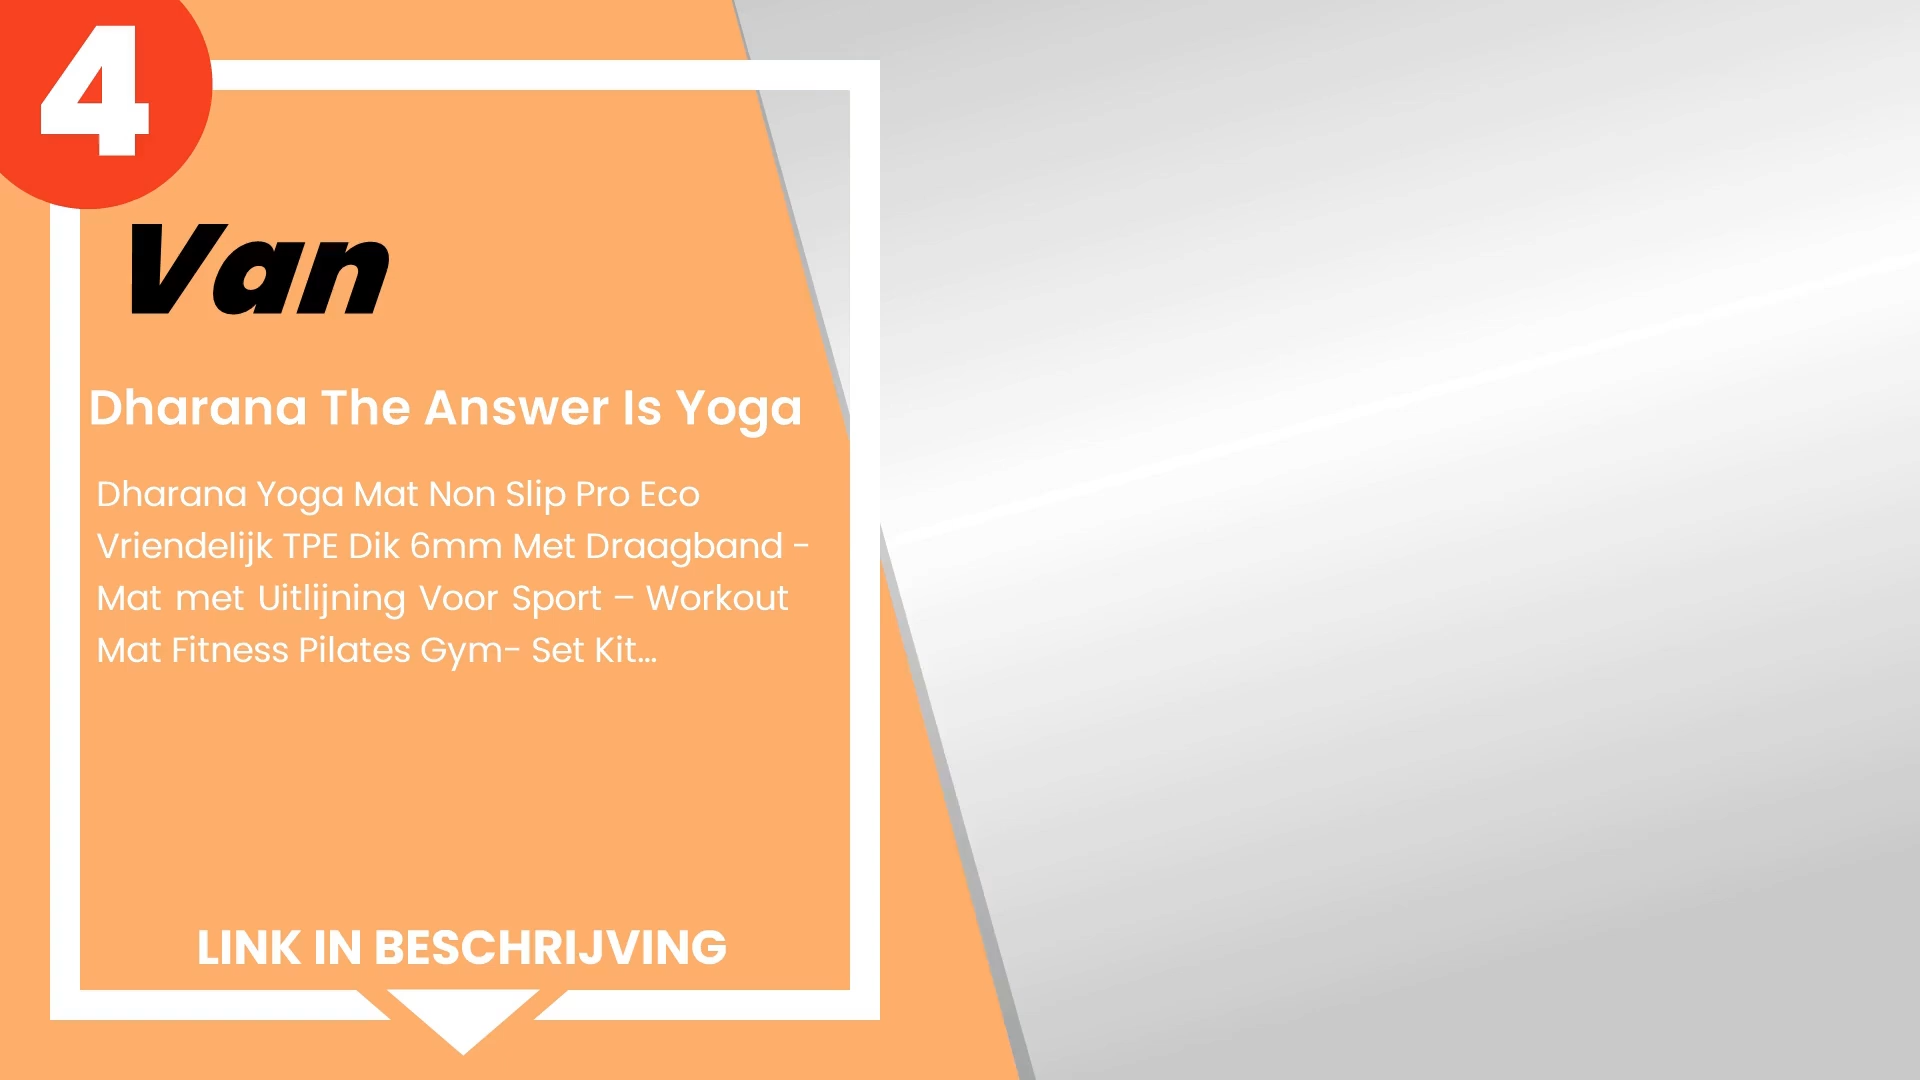 4
Van
Dharana The Answer Is Yoga
Dharana Yoga Mat Non Slip Pro Eco
Vriendelijk TPE Dik 6mm Met Draagband -
Mat met Uitlijning Voor Sport – Workout
Mat Fitness Pilates Gym- Set Kit...
LINK IN BESCHRIJVING